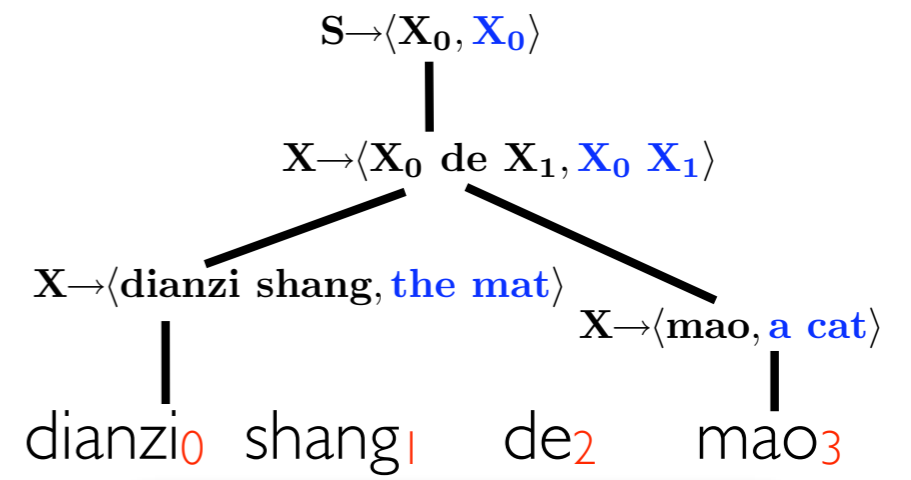 S→⟨X₀, X₀⟩
X→⟨X₀ de X₁, X₀ X₁⟩
X→⟨dianzi shang, the mat⟩
X→⟨mao, a cat⟩
dianzi₀ shang₁ de₂ mao₃